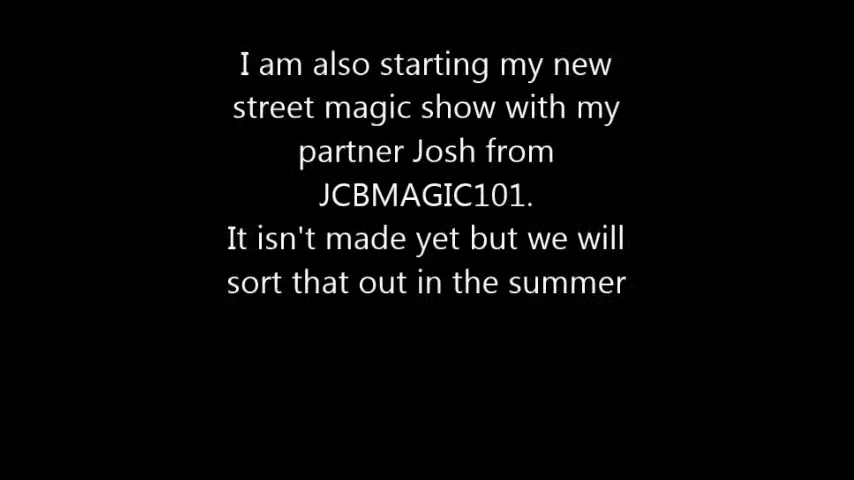 I am also starting my new
street magic show with my
partner Josh from
JCBMAGIC101.
It isn't made yet but we will
sort that out in the summer